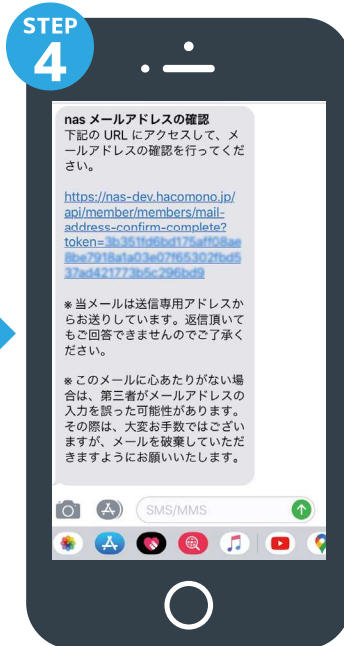 STEP
4
nas メールアドレスの確認
下記の URL にアクセスして、メ
ールアドレスの確認を行ってくだ
さい。
https://nas-dev.hacomono.jp/
api/member/members/mail-
address-confirm-complete?
token=
※ 当メールは送信専用アドレスか
らお送りしています。返信頂いて
もご回答できませんのでご了承く
ださい。
※ このメールに心あたりがない場
合は、第三者がメールアドレスの
入力を誤った可能性があります。
その際は、大変お手数ではござい
ますが、メールを破棄していただ
きますようにお願いいたします。
SMS/MMS